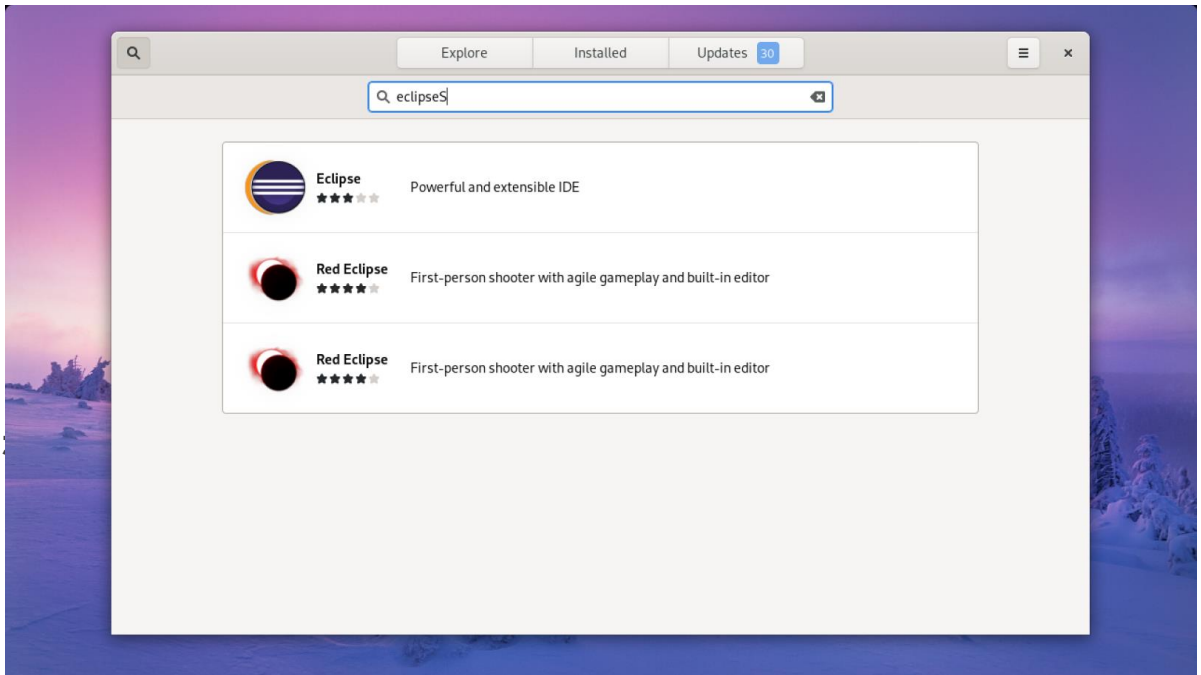 Explore Installed Updates 30
eclipseS
Eclipse
Powerful and extensible IDE
Red Eclipse
First-person shooter with agile gameplay and built-in editor
Red Eclipse
First-person shooter with agile gameplay and built-in editor